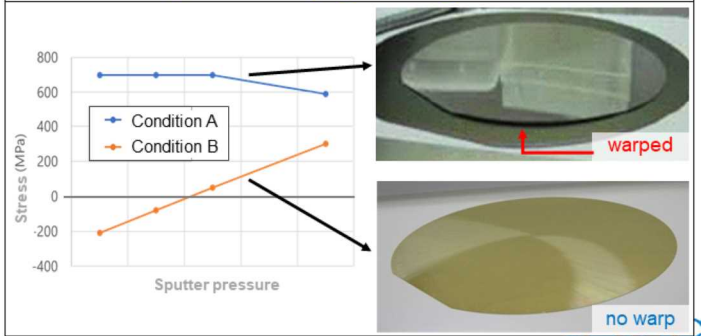 800
600
400
200
0
-200
-400
Stress (MPa)
Condition A
Condition B
Sputter pressure
warped
no warp